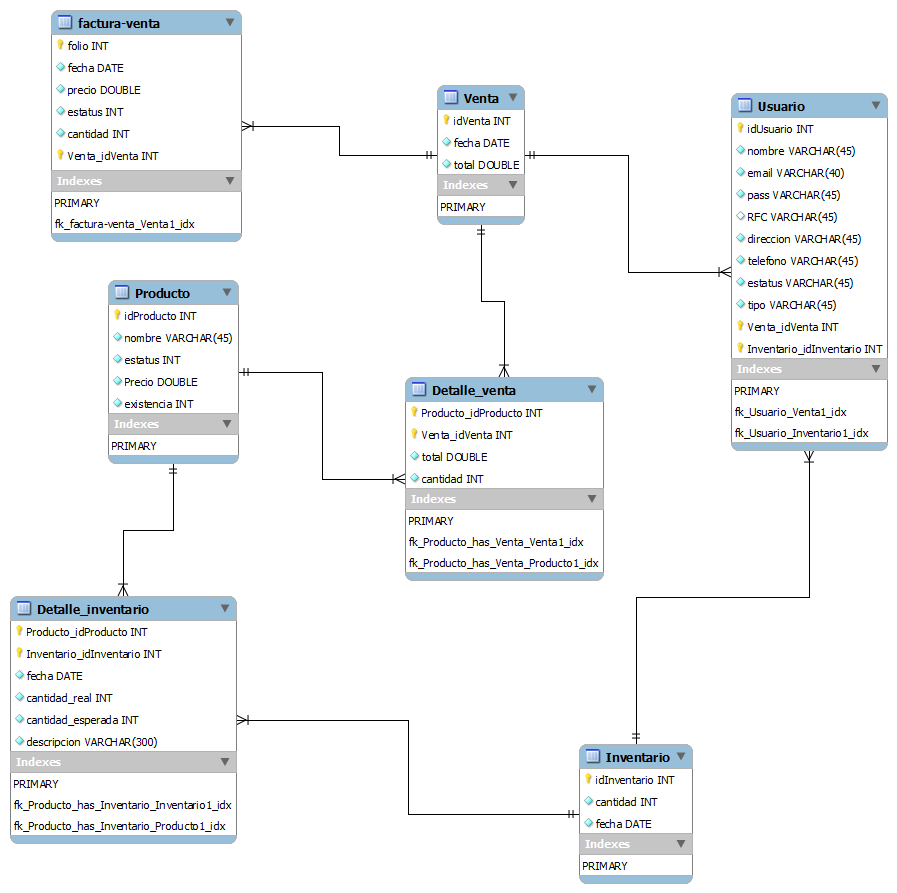 factura-venta
folio INT
fecha DATE
precio DOUBLE
estatus INT
cantidad INT
Venta_idVenta INT
Indexes
PRIMARY
fk_factura-venta_Venta1_idx
Venta
idVenta INT
fecha DATE
total DOUBLE
Indexes
PRIMARY
Usuario
idUsuario INT
nombre VARCHAR(45)
email VARCHAR(40)
pass VARCHAR(45)
RFC VARCHAR(45)
direccion VARCHAR(45)
telefono VARCHAR(45)
estatus VARCHAR(45)
tipo VARCHAR(45)
Venta_idVenta INT
Inventario_idInventario INT
Indexes
PRIMARY
fk_Usuario_Venta1_idx
fk_Usuario_Inventario1_idx
Producto
idProducto INT
nombre VARCHAR(45)
estatus INT
Precio DOUBLE
existencia INT
Indexes
PRIMARY
Detalle_venta
Producto_idProducto INT
Venta_idVenta INT
total DOUBLE
cantidad INT
Indexes
PRIMARY
fk_Producto_has_Venta_Venta1_idx
fk_Producto_has_Venta_Producto1_idx
Detalle_inventario
Producto_idProducto INT
Inventario_idInventario INT
fecha DATE
cantidad_real INT
cantidad_esperada INT
descripcion VARCHAR(300)
Indexes
PRIMARY
fk_Producto_has_Inventario_Inventario1_idx
fk_Producto_has_Inventario_Producto1_idx
Inventario
idInventario INT
cantidad INT
fecha DATE
Indexes
PRIMARY